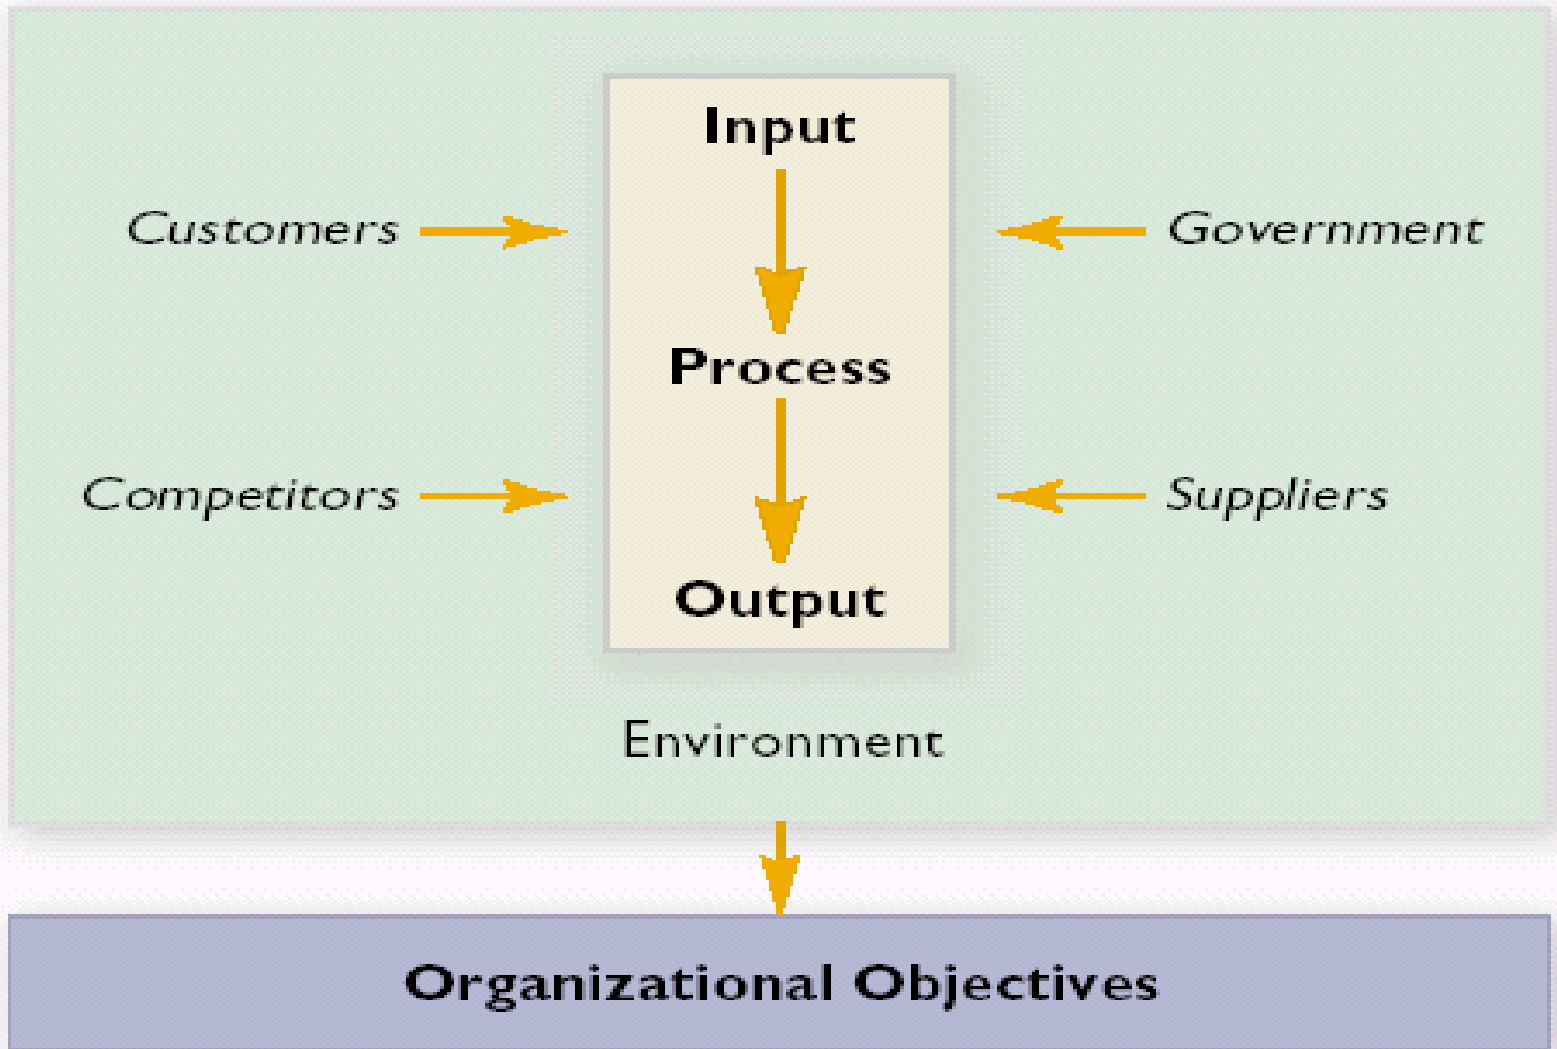 Input
Customers
Government
Process
Competitors
Suppliers
Output
Environment
Organizational Objectives